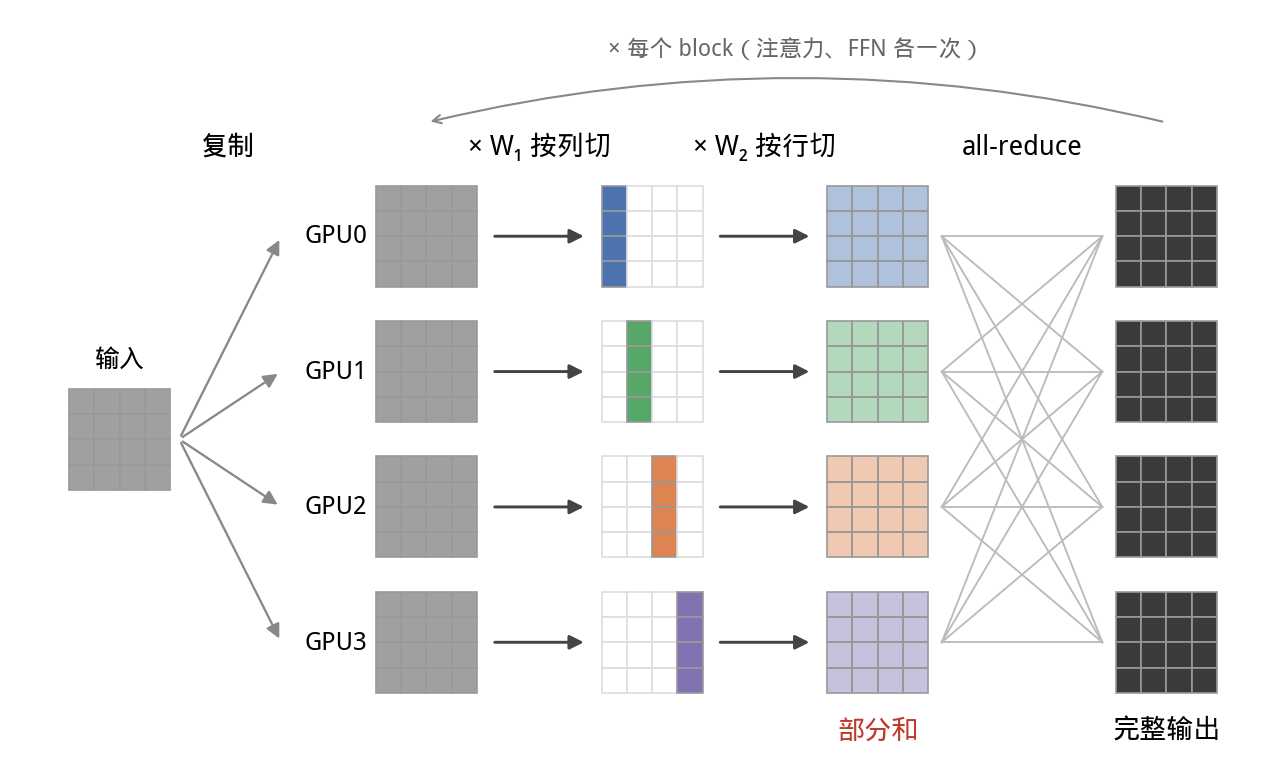 × 每个 block（注意力、FFN 各一次）
复制
× W₁ 按列切
× W₂ 按行切
all-reduce
GPU0
GPU1
输入
GPU2
GPU3
部分和
完整输出